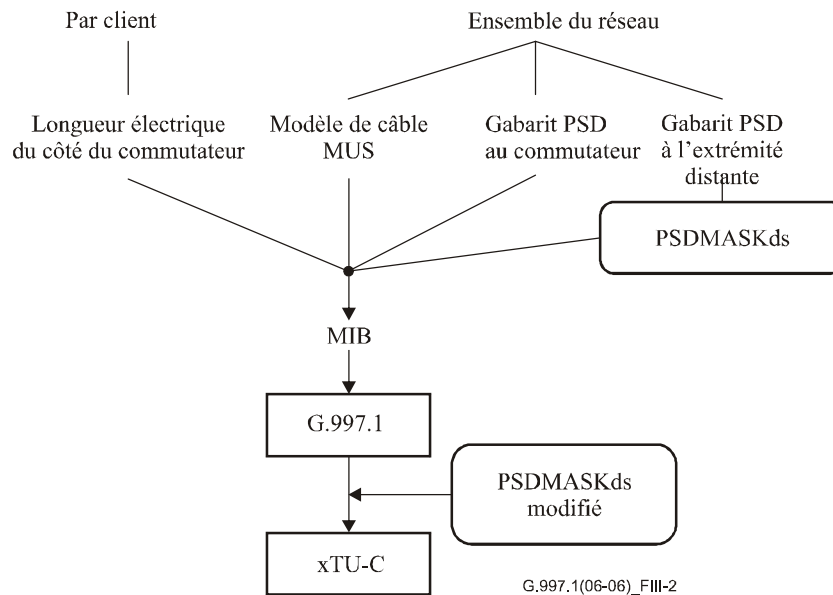 Par client
Ensemble du réseau
Longueur électrique
du côté du commutateur
Modèle de câble
MUS
Gabarit PSD
au commutateur
Gabarit PSD
à l'extrémité
distante
PSDMASKds
MIB
G.997.1
PSDMASKds
modifié
xTU-C
G.997.1(06-06)_FIII-2